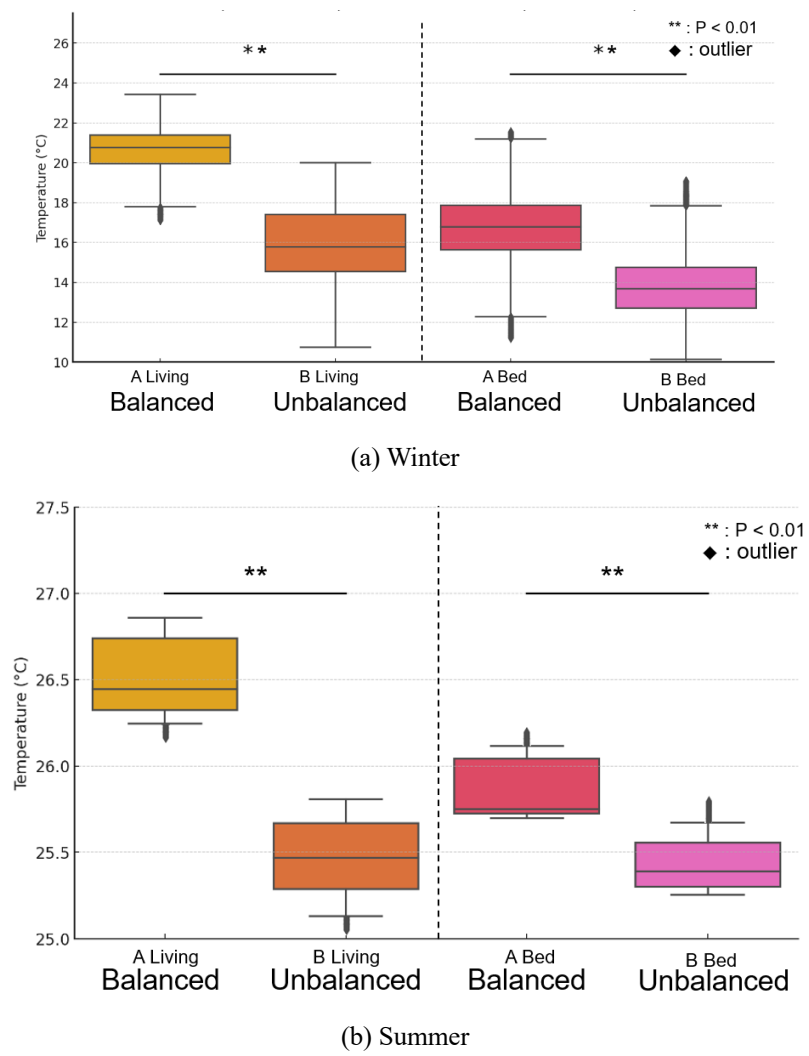 ** : P < 0.01
◆ : outlier
** **
26
24
22
20
18
16
14
12
10
Temperature (°C)
A Living B Living A Bed B Bed
Balanced Unbalanced Balanced Unbalanced
(a) Winter
27.5
** : P < 0.01
◆ : outlier
** **
27.0
26.5
26.0
25.5
25.0
Temperature (°C)
A Living B Living A Bed B Bed
Balanced Unbalanced Balanced Unbalanced
(b) Summer